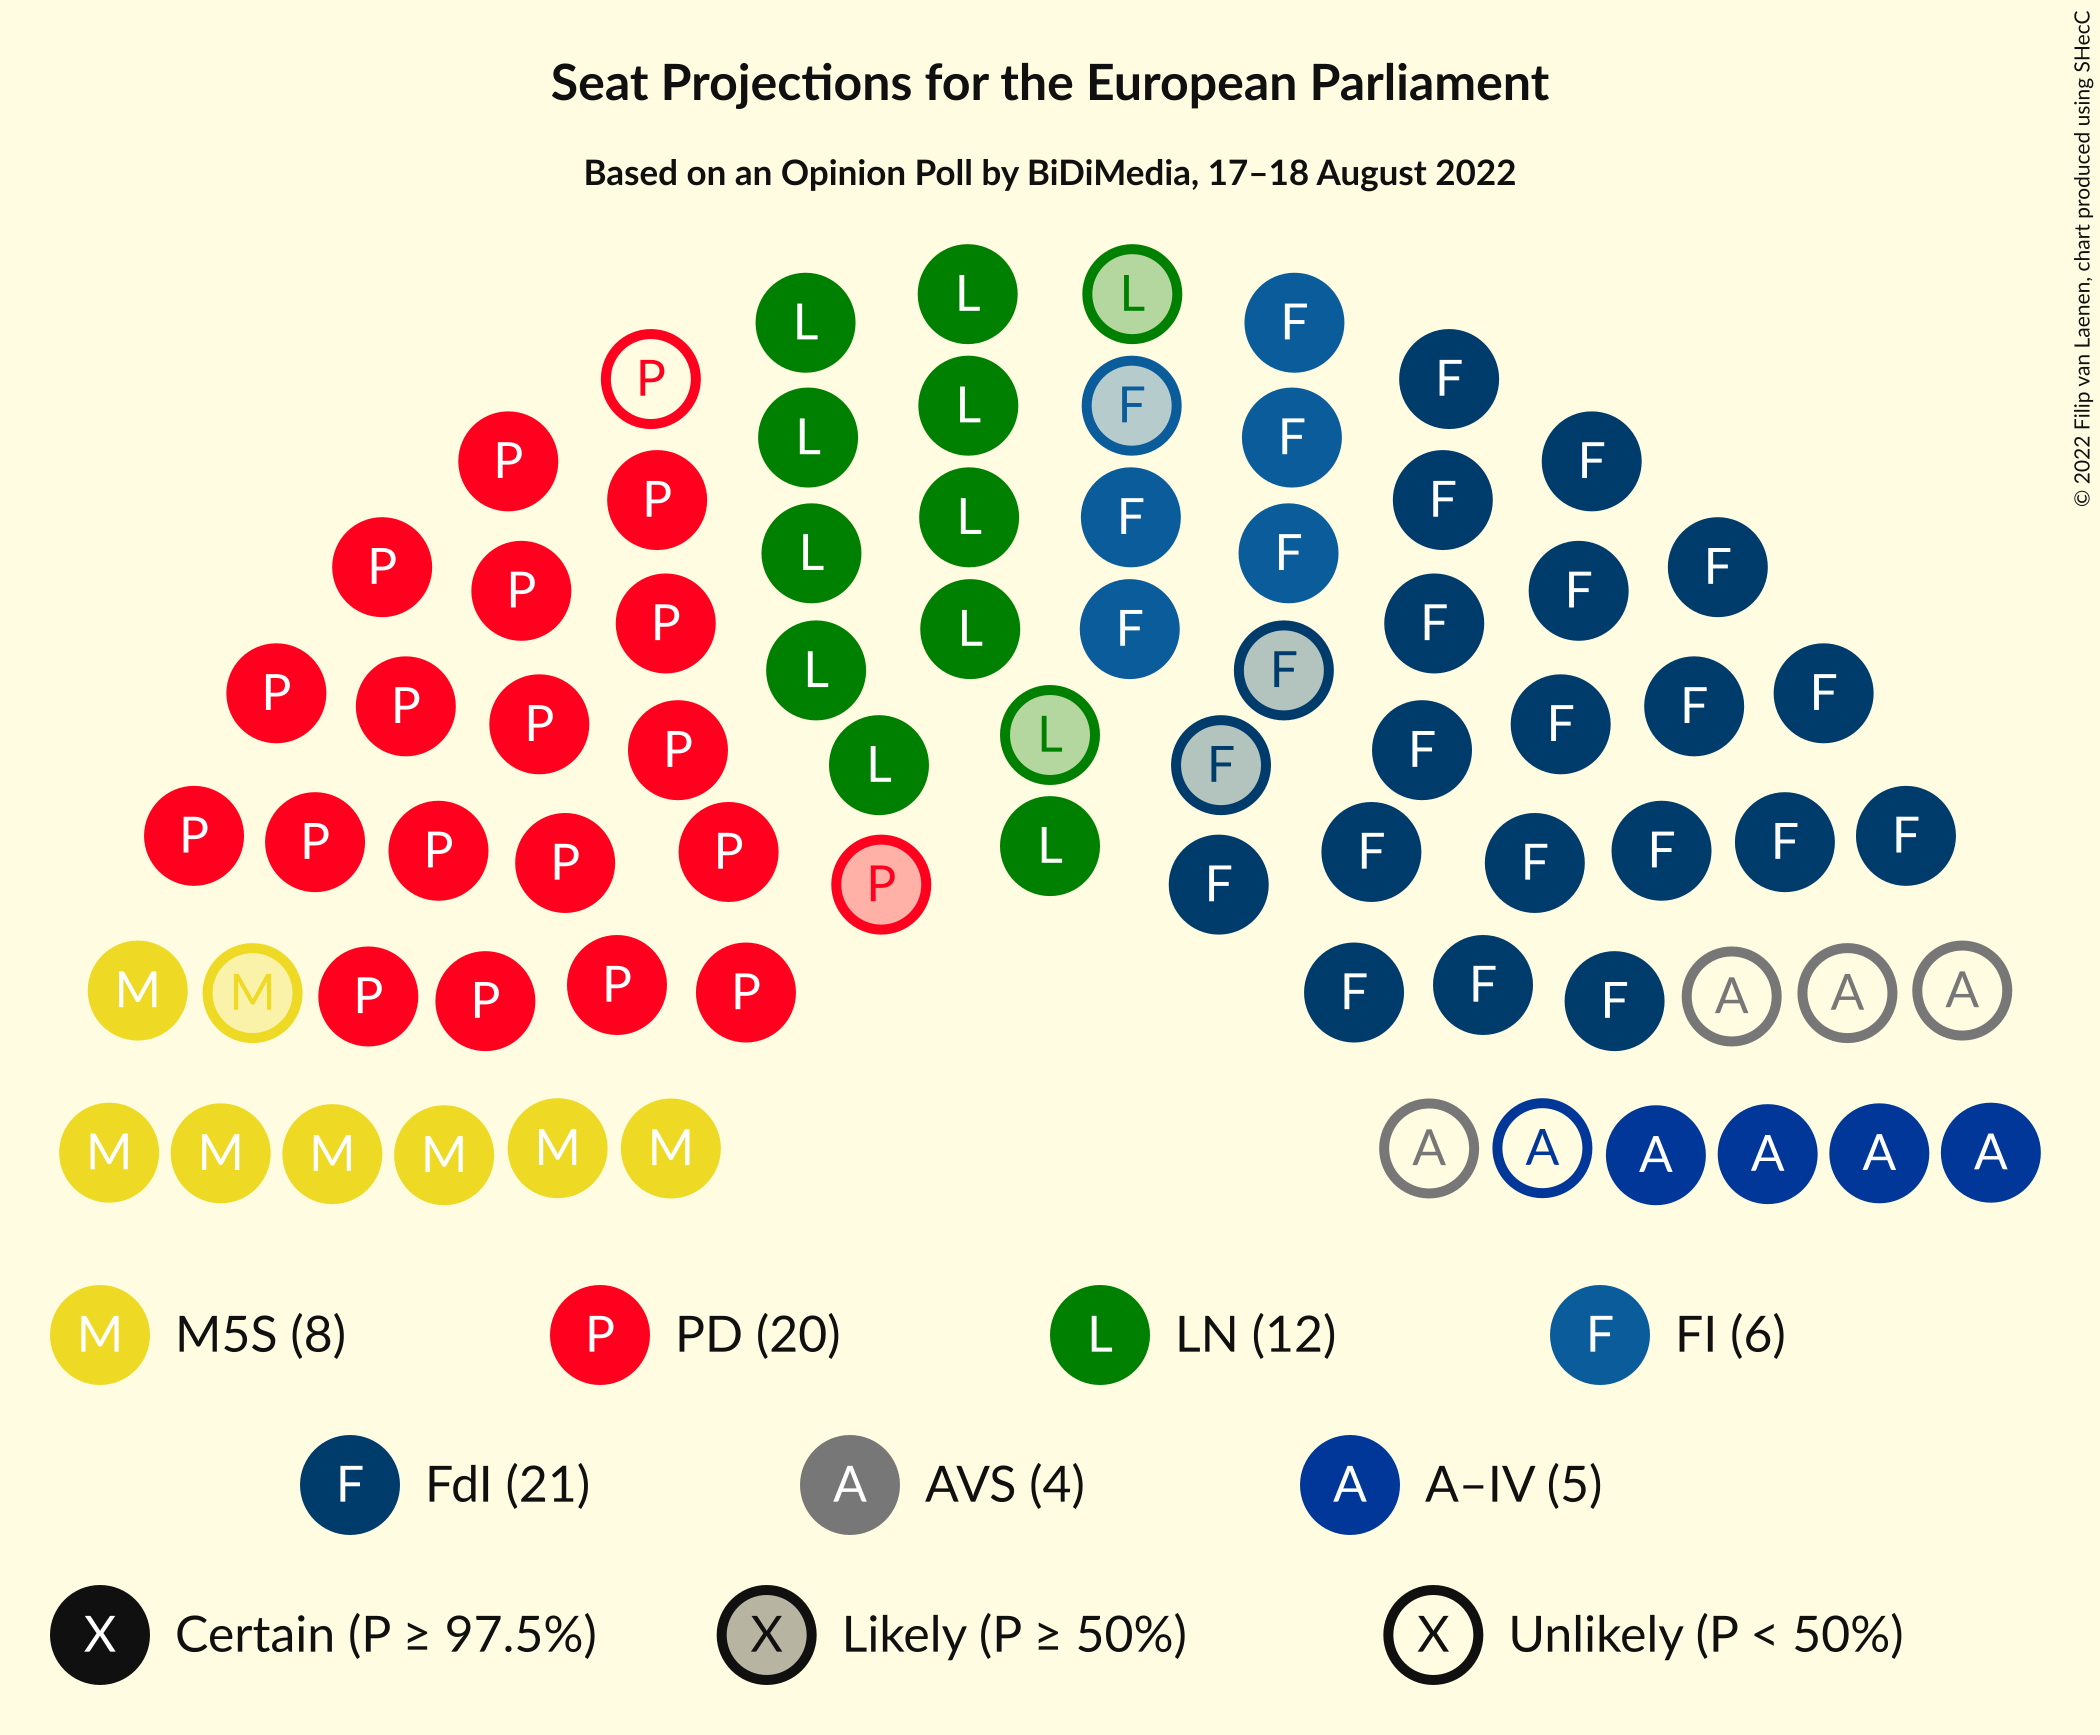 Seat Projections for the European Parliament
Based on an Opinion Poll by BiDiMedia, 17–18 August 2022
© 2022 Filip van Laenen, chart produced using SHecC
L L L F
P F
L F
P L L F F
P P F F
L L F F
P P P F F F
L L F F
P P P P F F F F
L L F F
P P P P P P L F F F F F F
M M P P P P F F F A A A
M M M M M M A A A A A A
M M5S (8) P PD (20) L LN (12) F FI (6)
F FdI (21) A AVS (4) A A–IV (5)
X Certain (P ≥ 97.5%) X Likely (P ≥ 50%) X Unlikely (P < 50%)